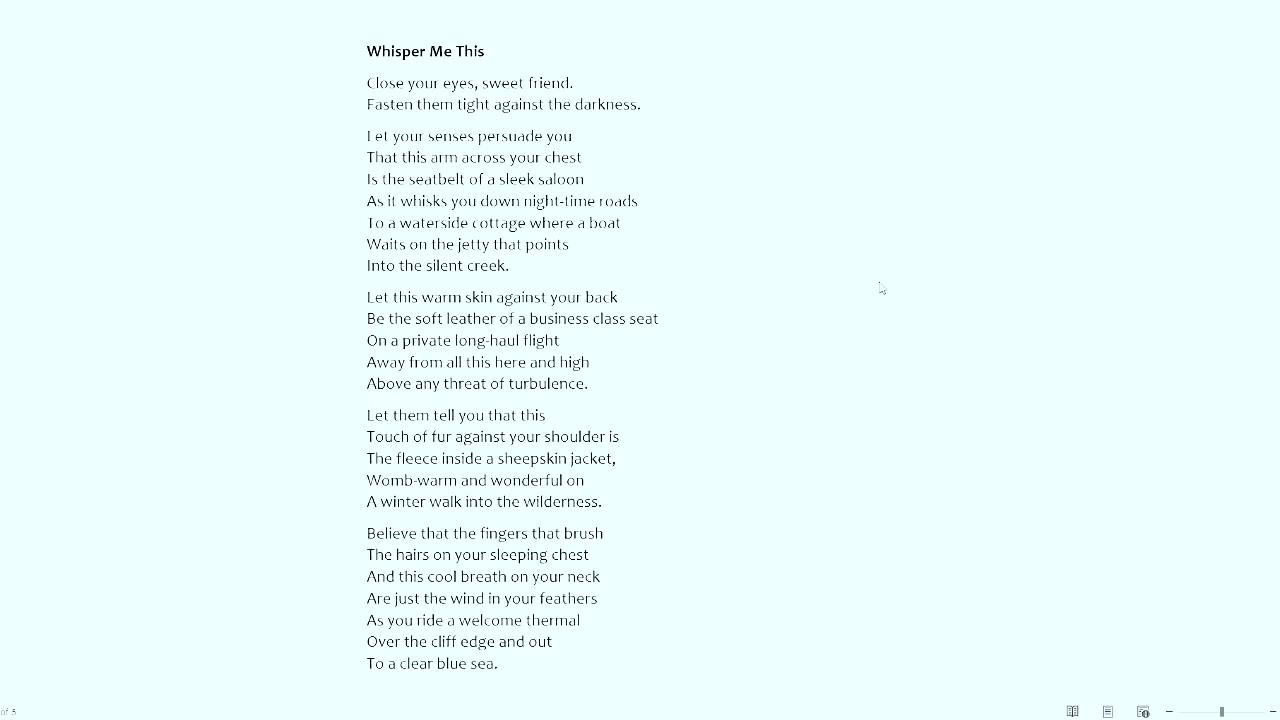 Whisper Me This
Close your eyes, sweet friend.
Fasten them tight against the darkness.
Let your senses persuade you
That this arm across your chest
Is the seatbelt of a sleek saloon
As it whisks you down night-time roads
To a waterside cottage where a boat
Waits on the jetty that points
Into the silent creek.
Let this warm skin against your back
Be the soft leather of a business class seat
On a private long-haul flight
Away from all this here and high
Above any threat of turbulence.
Let them tell you that this
Touch of fur against your shoulder is
The fleece inside a sheepskin jacket,
Womb-warm and wonderful on
A winter walk into the wilderness.
Believe that the fingers that brush
The hairs on your sleeping chest
And this cool breath on your neck
Are just the wind in your feathers
As you ride a welcome thermal
Over the cliff edge and out
To a clear blue sea.
of 5